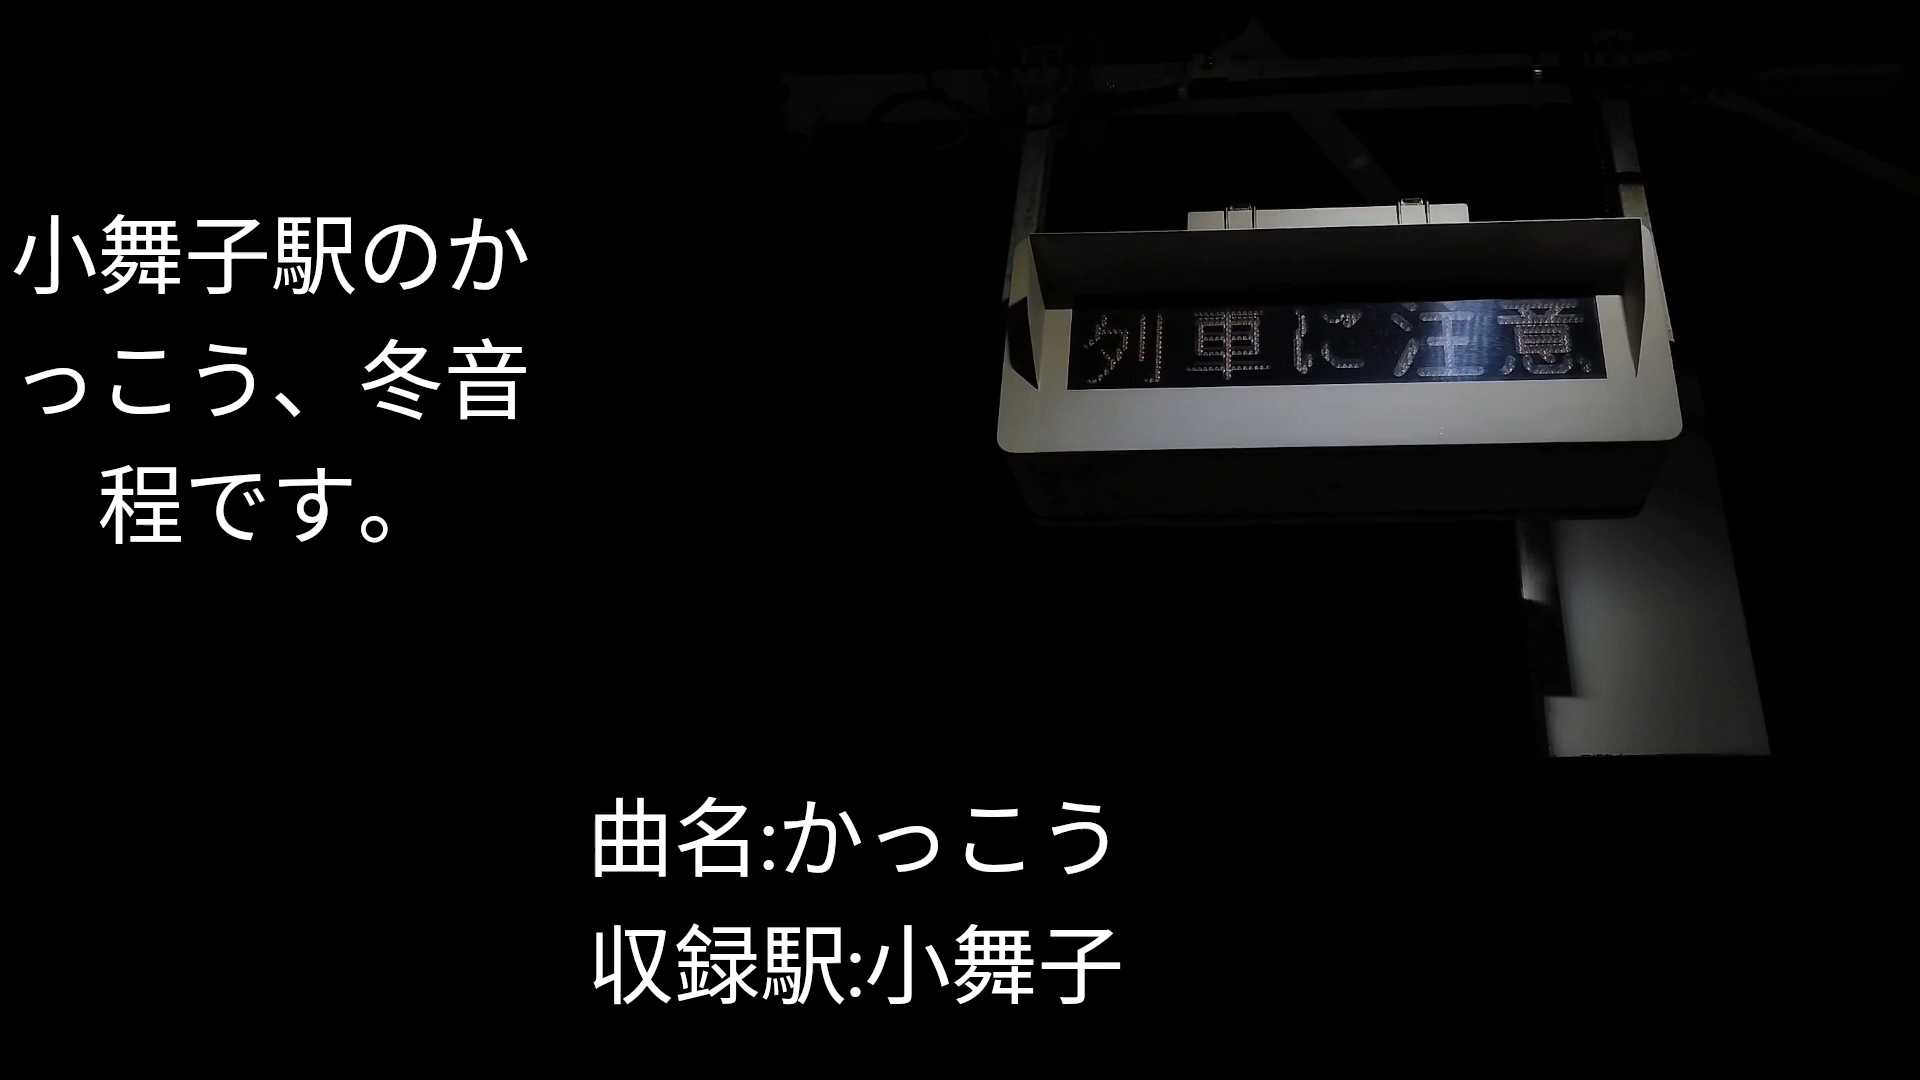 小舞子駅のか
っこう、冬音
程です。
列車に注意
曲名:かっこう
収録駅:小舞子